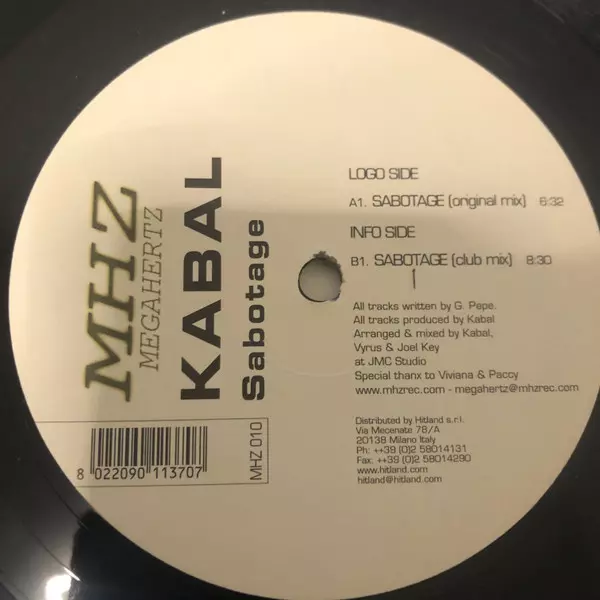 MHZ
MEGAHERTZ
KABAL
Sabotage
LOGO SIDE
A1. SABOTAGE (original mix) 6:32
INFO SIDE
B1. SABOTAGE (club mix) 8:30
All tracks written by G. Pepe.
All tracks produced by Kabal
Arranged & mixed by Kabal,
Vyrus & Joel Key
at JMC Studio
Special thanx to Viviana & Paccy
www.mhzrec.com - megahertz@mhzrec.com
Distributed by Hitland s.r.l.
Via Mecenate 78/A
20138 Milano Italy
Ph: ++39 (0)2 58014131
Fax: ++39 (0)2 58014290
www.hitland.com
hitland@hitland.com
8 022090 113707
MHZ 010